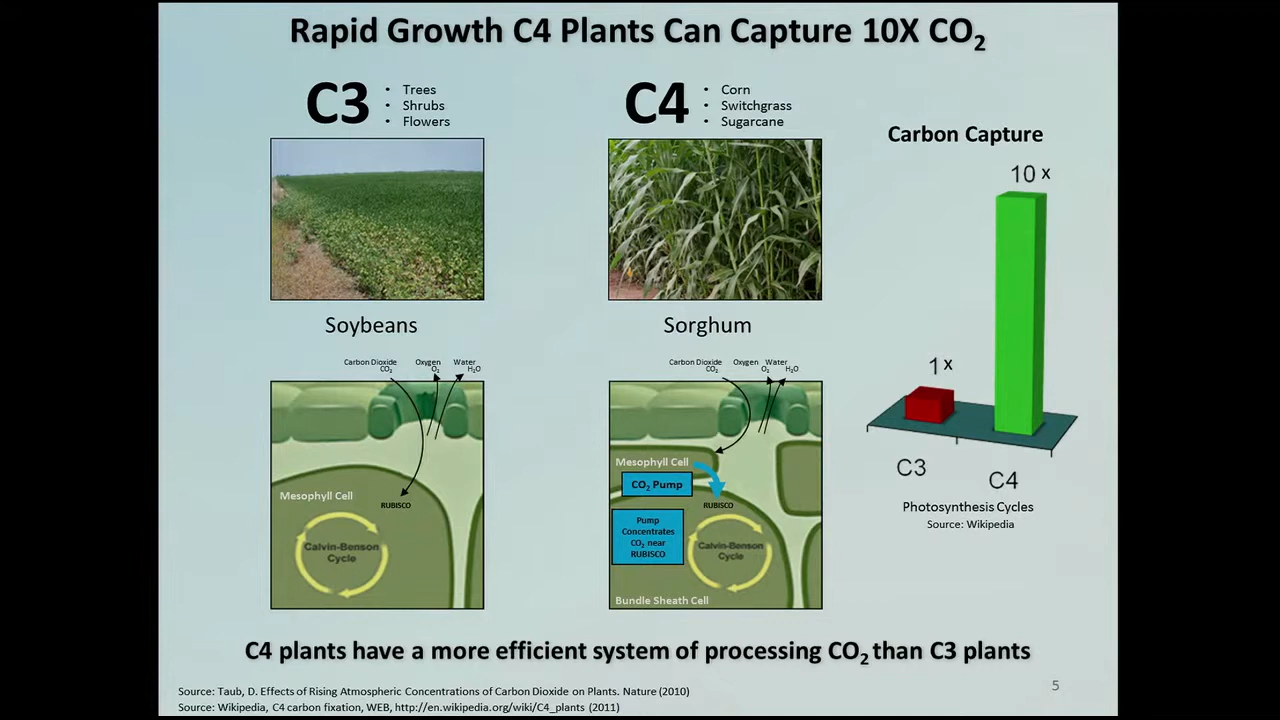 Rapid Growth C4 Plants Can Capture 10X CO₂
C3
• Trees
• Shrubs
• Flowers
C4
• Corn
• Switchgrass
• Sugarcane
Soybeans
Sorghum
Carbon Dioxide
CO₂
Oxygen
O₂
Water
H₂O
Mesophyll Cell
RUBISCO
Calvin-Benson
Cycle
Carbon Dioxide
CO₂
Oxygen
O₂
Water
H₂O
Mesophyll Cell
CO₂ Pump
RUBISCO
Pump
Concentrates
CO₂ near
RUBISCO
Calvin-Benson
Cycle
Bundle Sheath Cell
Carbon Capture
10 x
1 x
C3
C4
Photosynthesis Cycles
Source: Wikipedia
C4 plants have a more efficient system of processing CO₂ than C3 plants
Source: Taub, D. Effects of Rising Atmospheric Concentrations of Carbon Dioxide on Plants. Nature (2010)
Source: Wikipedia, C4 carbon fixation, WEB, http://en.wikipedia.org/wiki/C4_plants (2011)
5